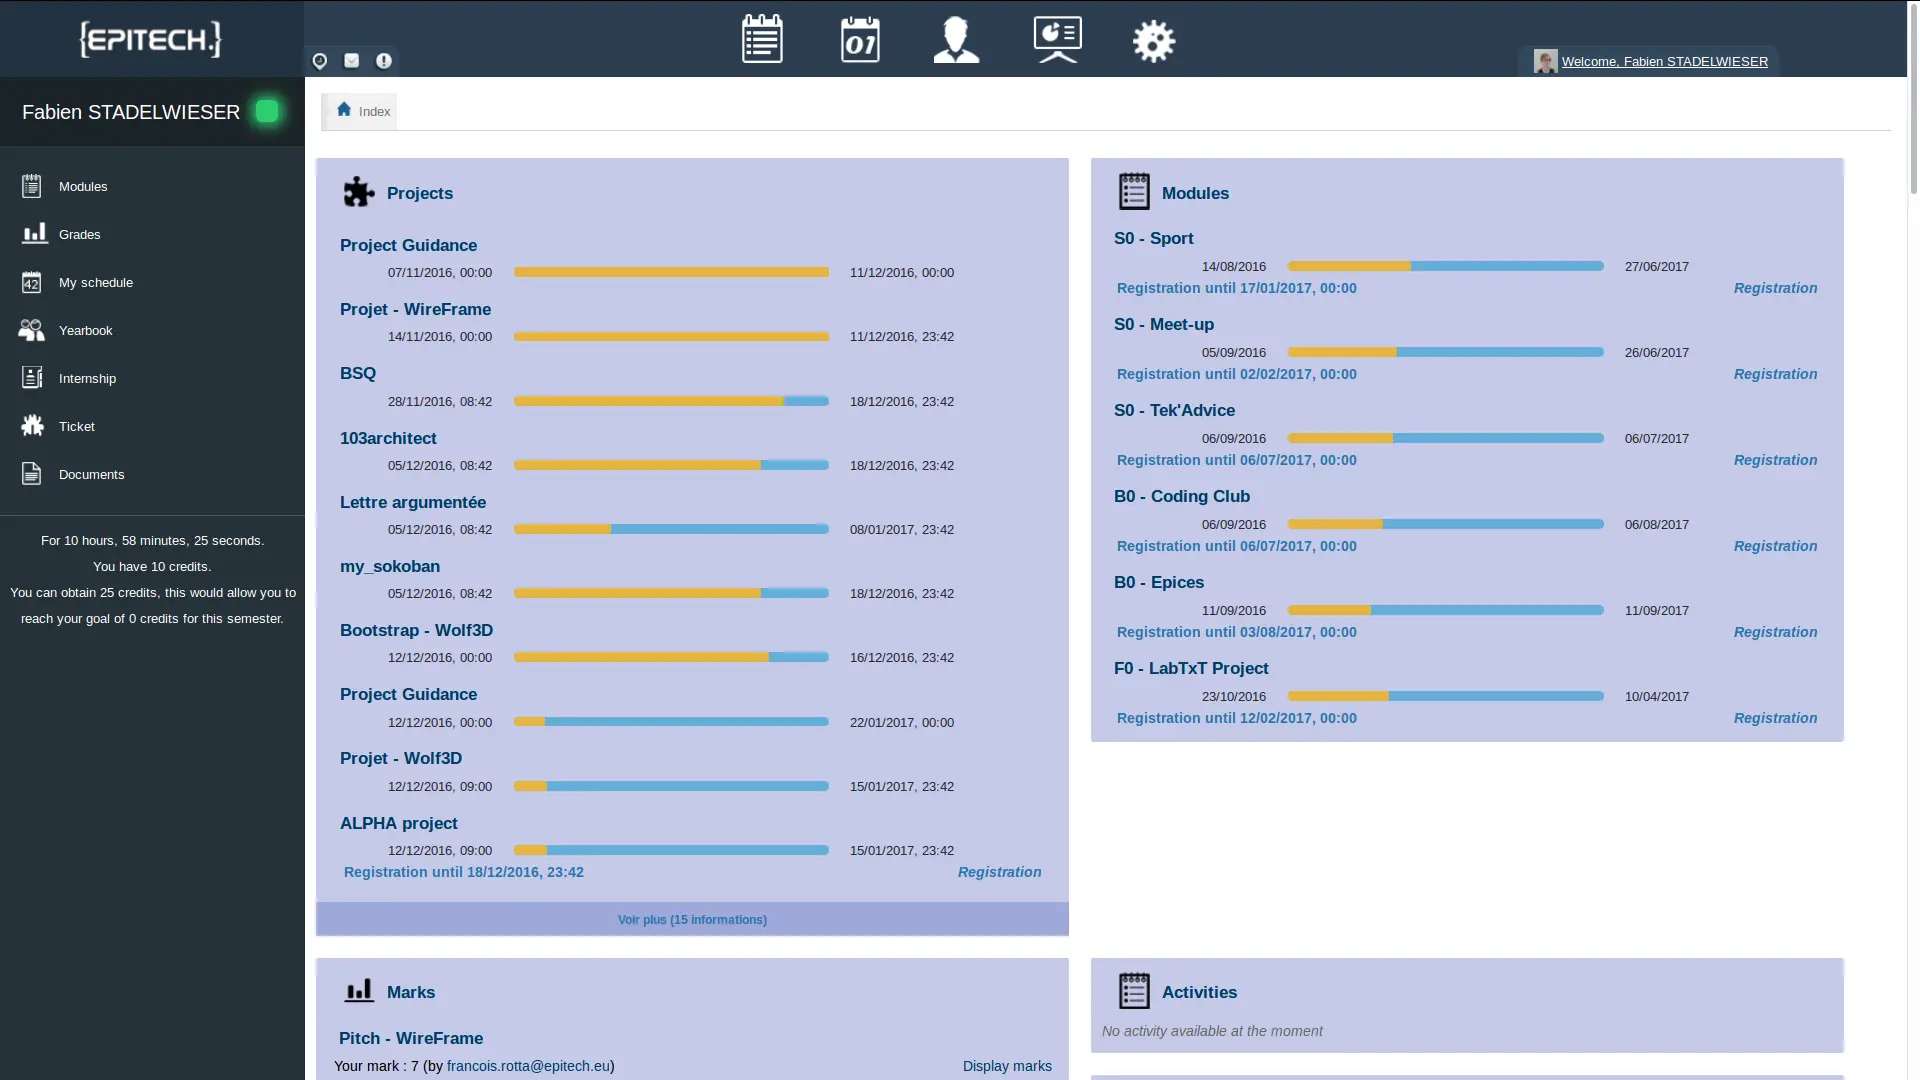 {EPITECH.}
01
Welcome, Fabien STADELWIESER
Fabien STADELWIESER
Modules
Grades
42
My schedule
Yearbook
Internship
Ticket
Documents
For 10 hours, 58 minutes, 25 seconds.
You have 10 credits.
You can obtain 25 credits, this would allow you to
reach your goal of 0 credits for this semester.
Index
Projects
Project Guidance
07/11/2016, 00:00 11/12/2016, 00:00
Projet - WireFrame
14/11/2016, 00:00 11/12/2016, 23:42
BSQ
28/11/2016, 08:42 18/12/2016, 23:42
103architect
05/12/2016, 08:42 18/12/2016, 23:42
Lettre argumentée
05/12/2016, 08:42 08/01/2017, 23:42
my_sokoban
05/12/2016, 08:42 18/12/2016, 23:42
Bootstrap - Wolf3D
12/12/2016, 00:00 16/12/2016, 23:42
Project Guidance
12/12/2016, 00:00 22/01/2017, 00:00
Projet - Wolf3D
12/12/2016, 09:00 15/01/2017, 23:42
ALPHA project
12/12/2016, 09:00 15/01/2017, 23:42
Registration until 18/12/2016, 23:42 Registration
Voir plus (15 informations)
Modules
S0 - Sport
14/08/2016 27/06/2017
Registration until 17/01/2017, 00:00 Registration
S0 - Meet-up
05/09/2016 26/06/2017
Registration until 02/02/2017, 00:00 Registration
S0 - Tek'Advice
06/09/2016 06/07/2017
Registration until 06/07/2017, 00:00 Registration
B0 - Coding Club
06/09/2016 06/08/2017
Registration until 06/07/2017, 00:00 Registration
B0 - Epices
11/09/2016 11/09/2017
Registration until 03/08/2017, 00:00 Registration
F0 - LabTxT Project
23/10/2016 10/04/2017
Registration until 12/02/2017, 00:00 Registration
Marks
Pitch - WireFrame
Your mark : 7 (by francois.rotta@epitech.eu) Display marks
Activities
No activity available at the moment